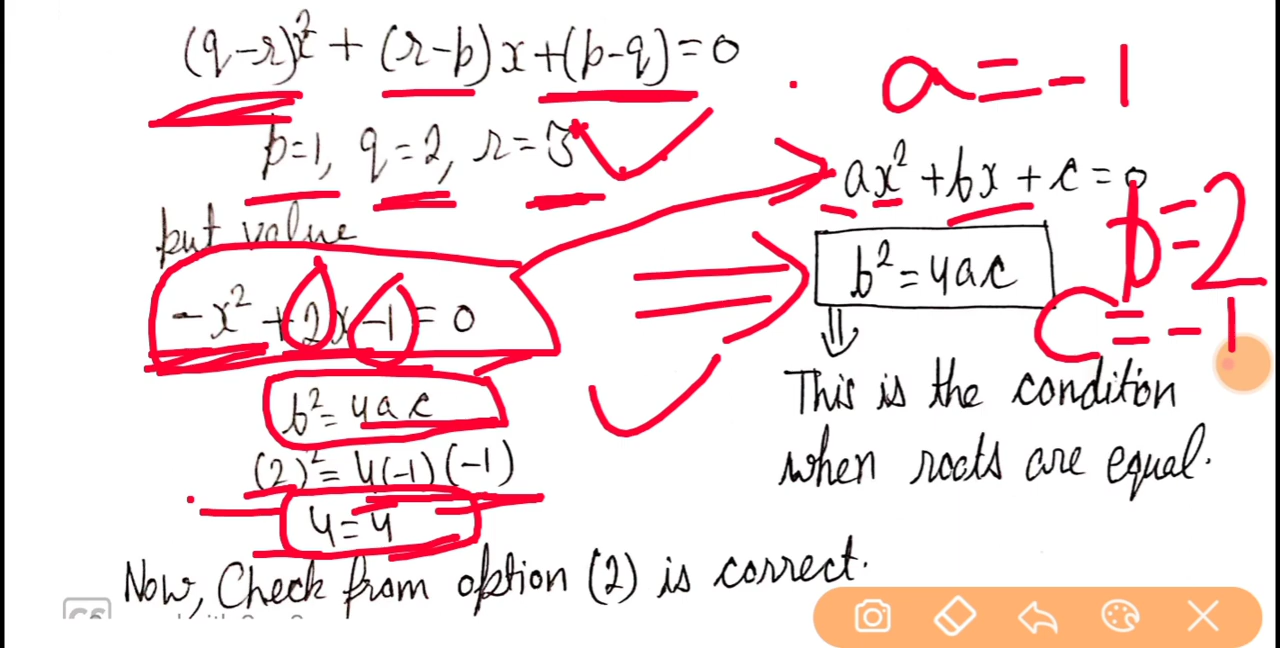 (q-r)x² + (r-p)x+(p-q)=0
p=1, q=2, r=3
put value
-x² + 2x -1 = 0
b²=4ac
(2)²= 4(-1)(-1)
4=4
Now, Check from option (2) is correct.
a=-1
ax² +bx + c = 0
b=2
b²=4ac
c=-1
This is the condition
when roots are equal.